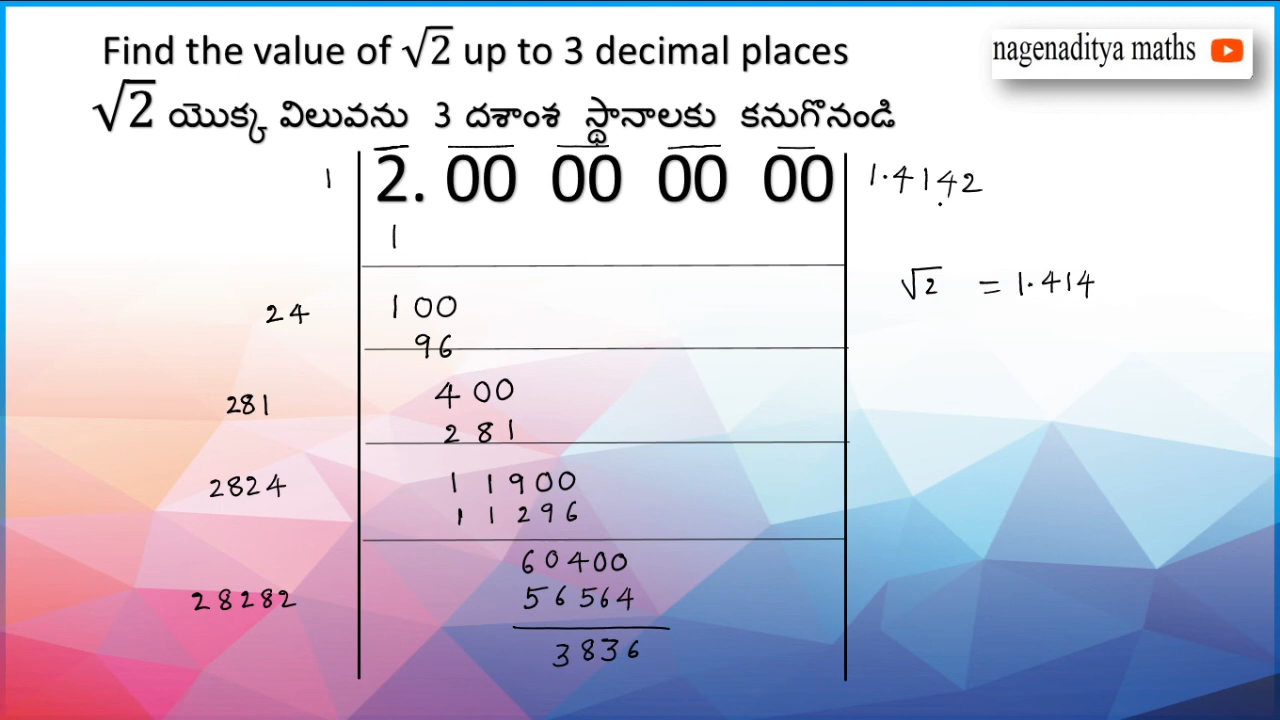 Find the value of √2 up to 3 decimal places
nagenaditya maths
√2 యొక్క విలువను 3 దశాంశ స్థానాలకు కనుగొనండి
1 2. 00 00 00 00 1.4142
1
√2 = 1.414
24 100
96
281 400
281
2824 11900
11296
60400
28282 56564
3836